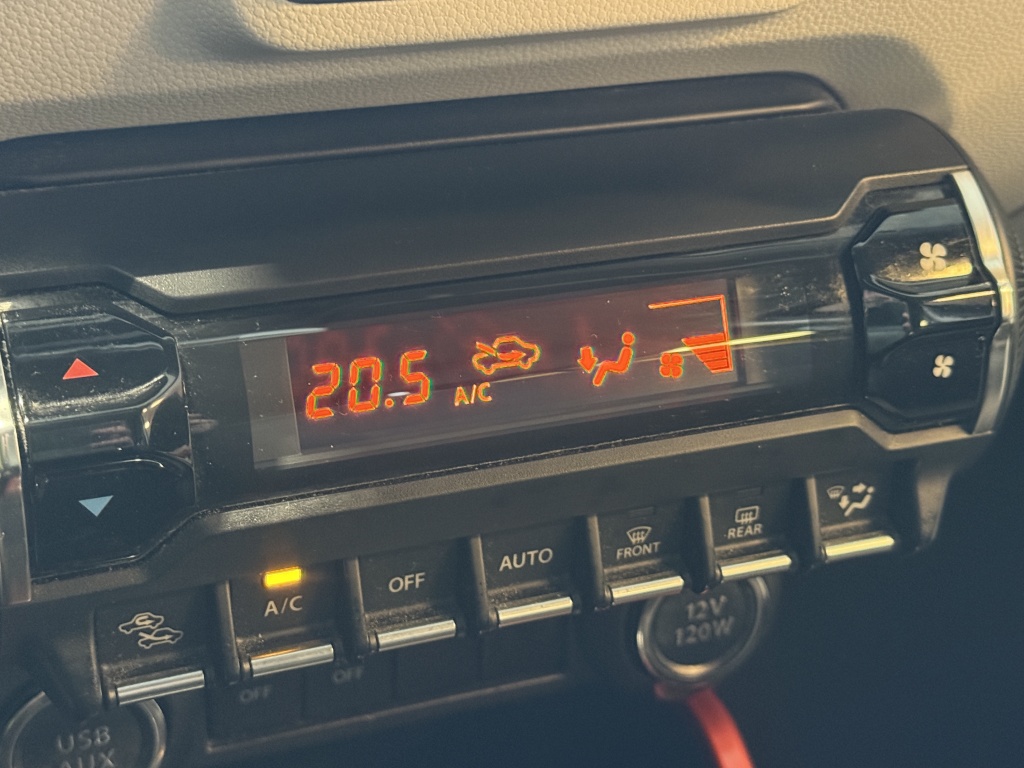 20.5
A/C
A/C
OFF
AUTO
FRONT
REAR
12V
120W
OFF
OFF
USB
AUX